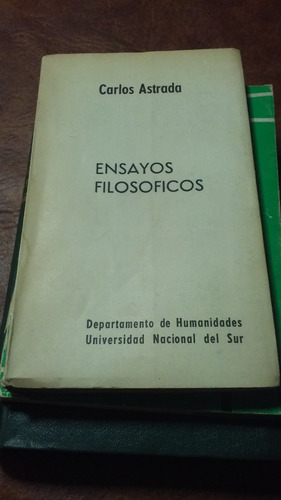 Carlos Astrada
ENSAYOS
FILOSOFICOS
Departamento de Humanidades
Universidad Nacional del Sur